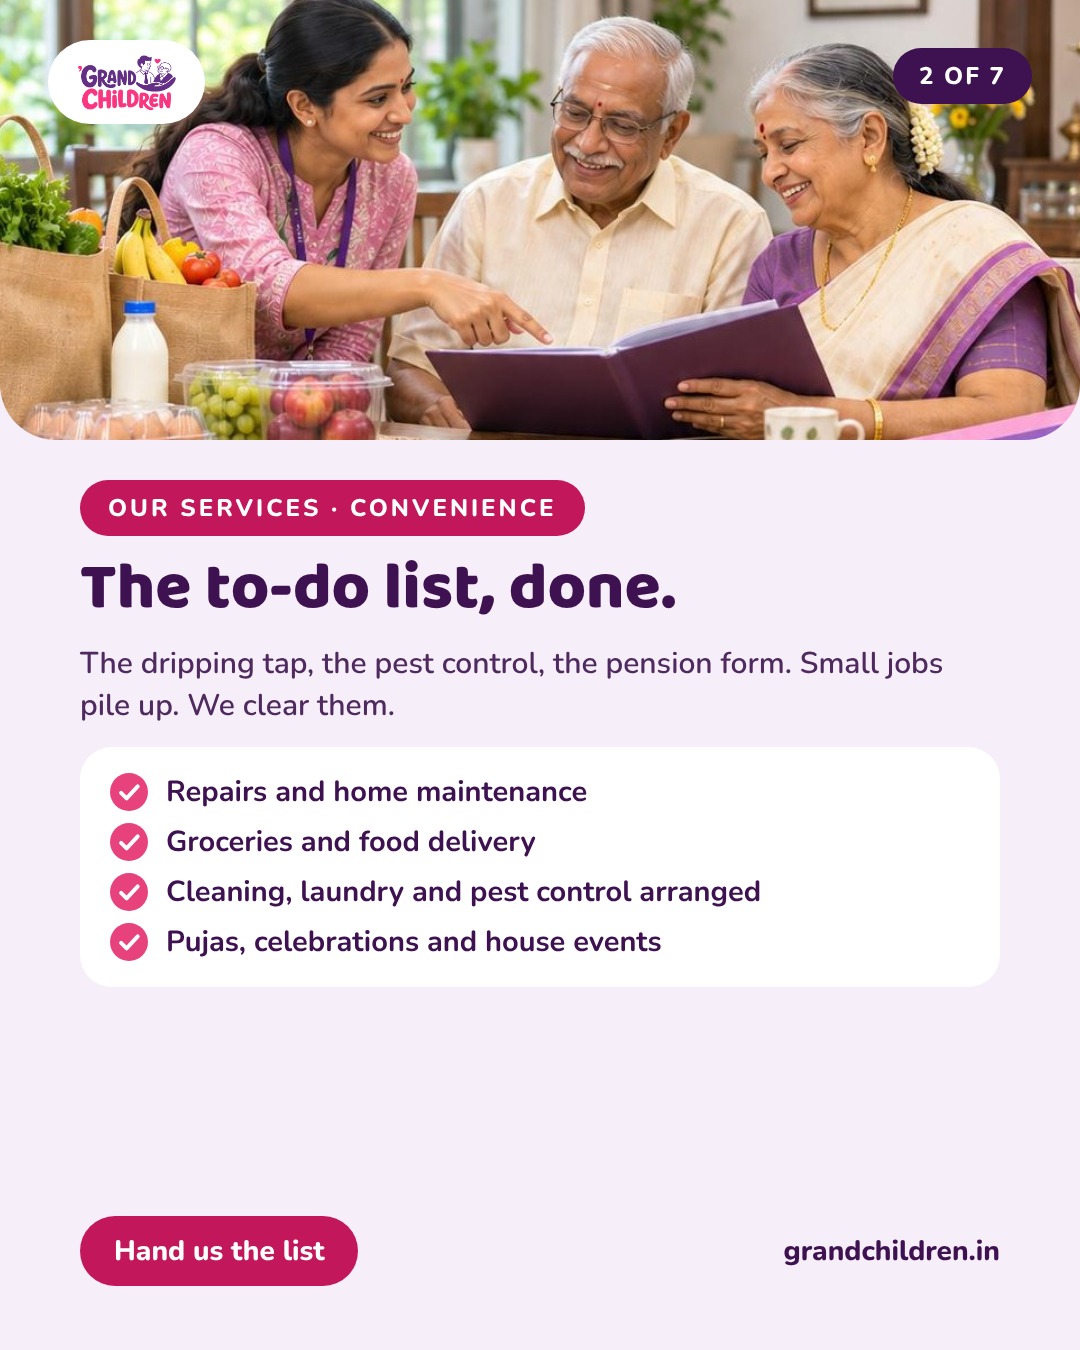 GRAND
CHILDREN
2 OF 7
OUR SERVICES · CONVENIENCE
The to-do list, done.
The dripping tap, the pest control, the pension form. Small jobs
pile up. We clear them.
Repairs and home maintenance
Groceries and food delivery
Cleaning, laundry and pest control arranged
Pujas, celebrations and house events
Hand us the list
grandchildren.in